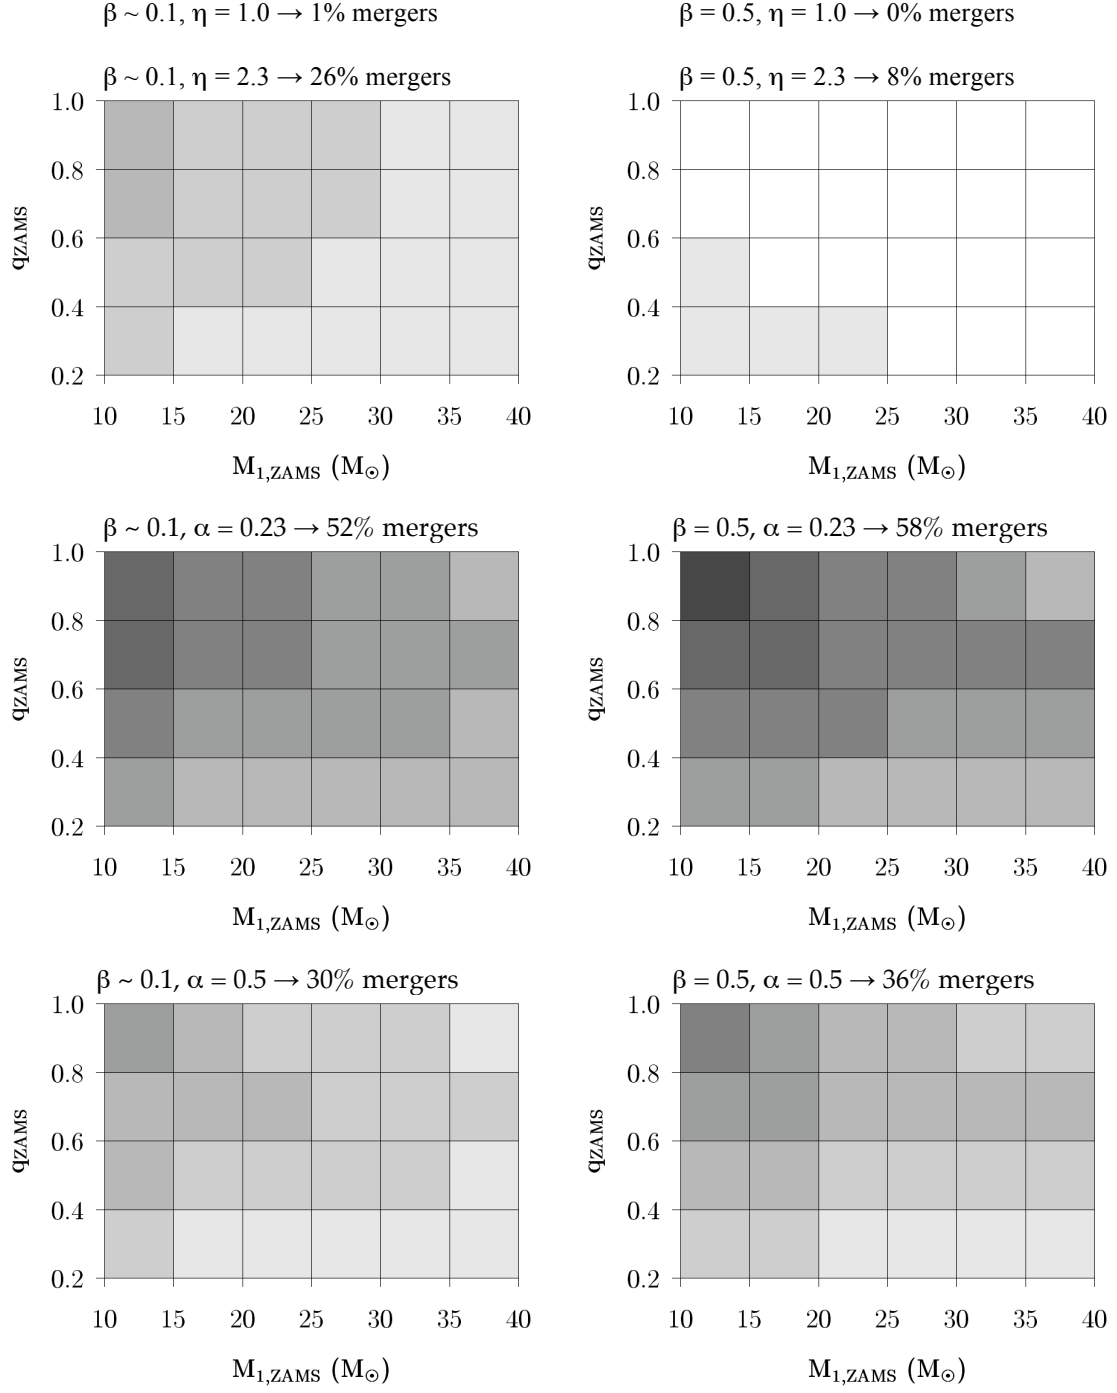 β ~ 0.1, η = 1.0 → 1% mergers
β = 0.5, η = 1.0 → 0% mergers
β ~ 0.1, η = 2.3 → 26% mergers
1.0
0.8
0.6
0.4
0.2
qZAMS
10 15 20 25 30 35 40
M1,ZAMS (M⊙)
β = 0.5, η = 2.3 → 8% mergers
1.0
0.8
0.6
0.4
0.2
qZAMS
10 15 20 25 30 35 40
M1,ZAMS (M⊙)
β ~ 0.1, α = 0.23 → 52% mergers
1.0
0.8
0.6
0.4
0.2
qZAMS
10 15 20 25 30 35 40
M1,ZAMS (M⊙)
β = 0.5, α = 0.23 → 58% mergers
1.0
0.8
0.6
0.4
0.2
qZAMS
10 15 20 25 30 35 40
M1,ZAMS (M⊙)
β ~ 0.1, α = 0.5 → 30% mergers
1.0
0.8
0.6
0.4
0.2
qZAMS
10 15 20 25 30 35 40
M1,ZAMS (M⊙)
β = 0.5, α = 0.5 → 36% mergers
1.0
0.8
0.6
0.4
0.2
qZAMS
10 15 20 25 30 35 40
M1,ZAMS (M⊙)